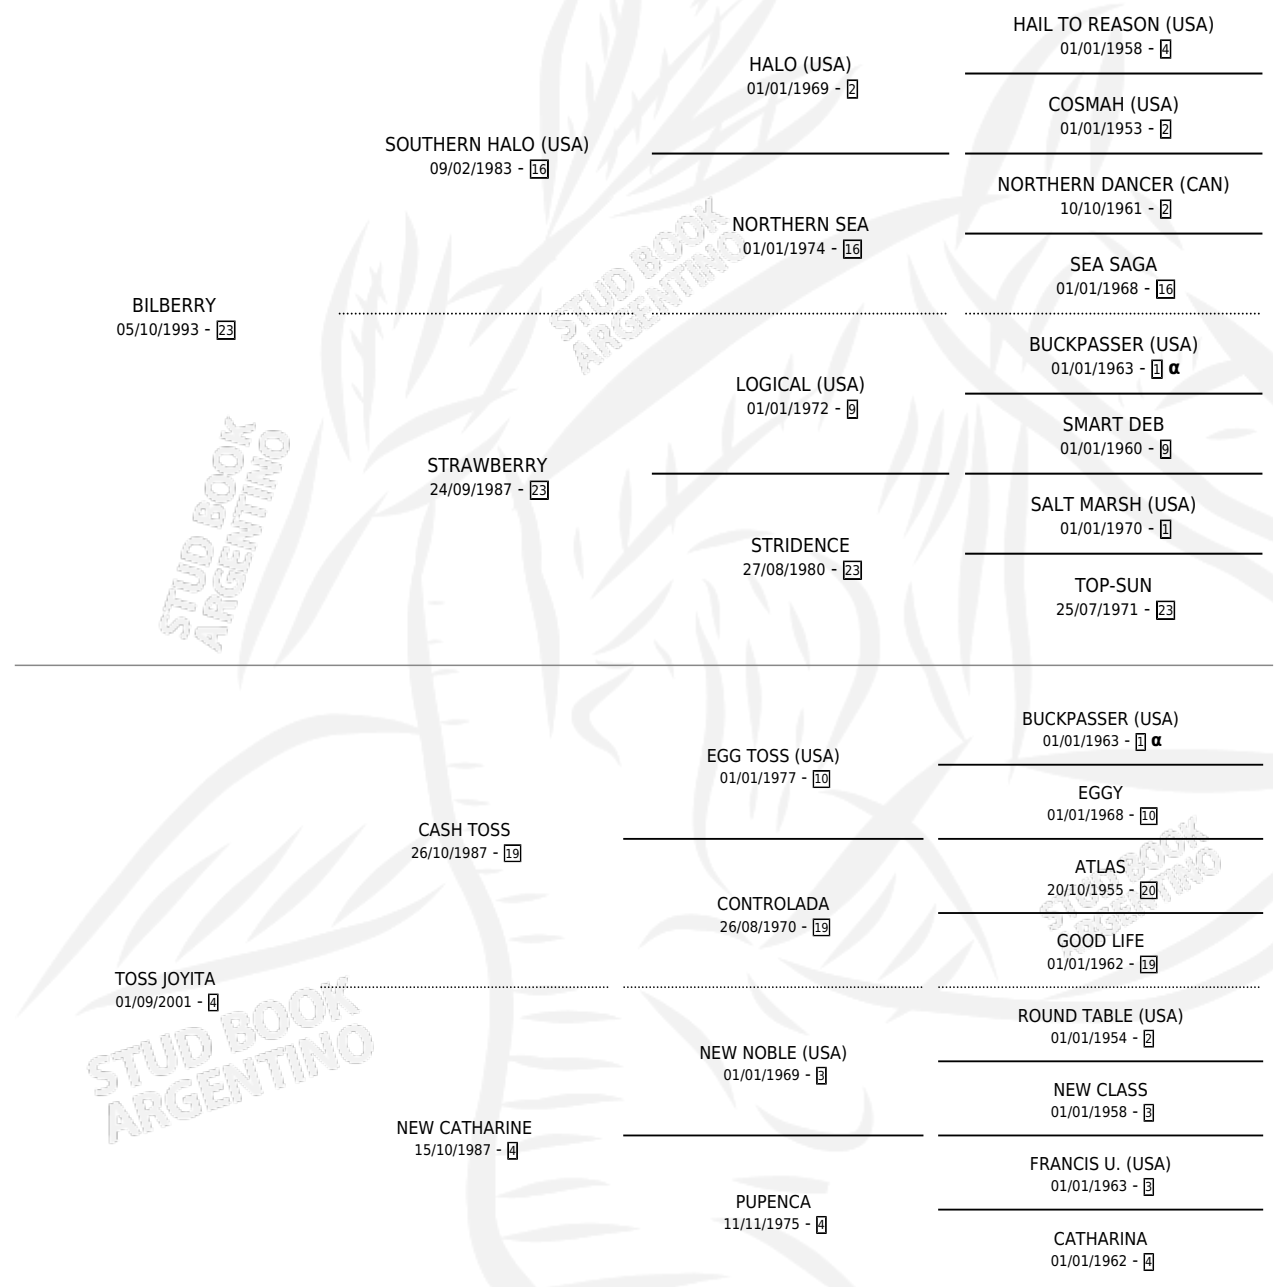 HAIL TO REASON (USA)
01/01/1958 - 4
HALO (USA)
01/01/1969 - 2
COSMAH (USA)
01/01/1953 - 2
SOUTHERN HALO (USA)
09/02/1983 - 16
NORTHERN DANCER (CAN)
10/10/1961 - 2
NORTHERN SEA
01/01/1974 - 16
SEA SAGA
01/01/1968 - 16
BILBERRY
05/10/1993 - 23
BUCKPASSER (USA)
01/01/1963 - 1 α
LOGICAL (USA)
01/01/1972 - 9
SMART DEB
01/01/1960 - 9
STRAWBERRY
24/09/1987 - 23
SALT MARSH (USA)
01/01/1970 - 1
STRIDENCE
27/08/1980 - 23
TOP-SUN
25/07/1971 - 23
STUD BOOK
ARGENTINO
STUD BOOK
ARGENTINO
BUCKPASSER (USA)
01/01/1963 - 1 α
EGG TOSS (USA)
01/01/1977 - 10
EGGY
01/01/1968 - 10
CASH TOSS
26/10/1987 - 19
ATLAS
20/10/1955 - 20
CONTROLADA
26/08/1970 - 19
GOOD LIFE
01/01/1962 - 19
TOSS JOYITA
01/09/2001 - 4
ROUND TABLE (USA)
01/01/1954 - 2
NEW NOBLE (USA)
01/01/1969 - 3
NEW CLASS
01/01/1958 - 3
NEW CATHARINE
15/10/1987 - 4
FRANCIS U. (USA)
01/01/1963 - 3
PUPENCA
11/11/1975 - 4
CATHARINA
01/01/1962 - 4
STUD BOOK
ARGENTINO
STUD BOOK
ARGENTINO